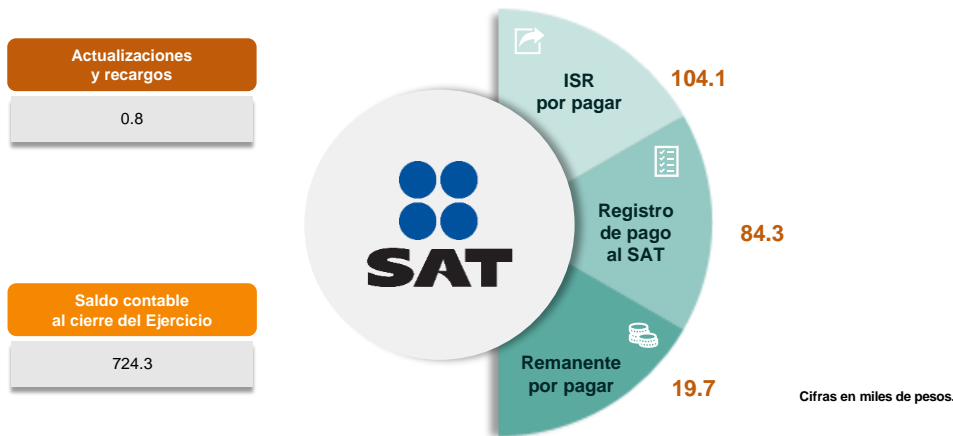 Actualizaciones
y recargos
0.8
Saldo contable
al cierre del Ejercicio
724.3
SAT
ISR
por pagar
104.1
Registro
de pago
al SAT
84.3
Remanente
por pagar
19.7
Cifras en miles de pesos.